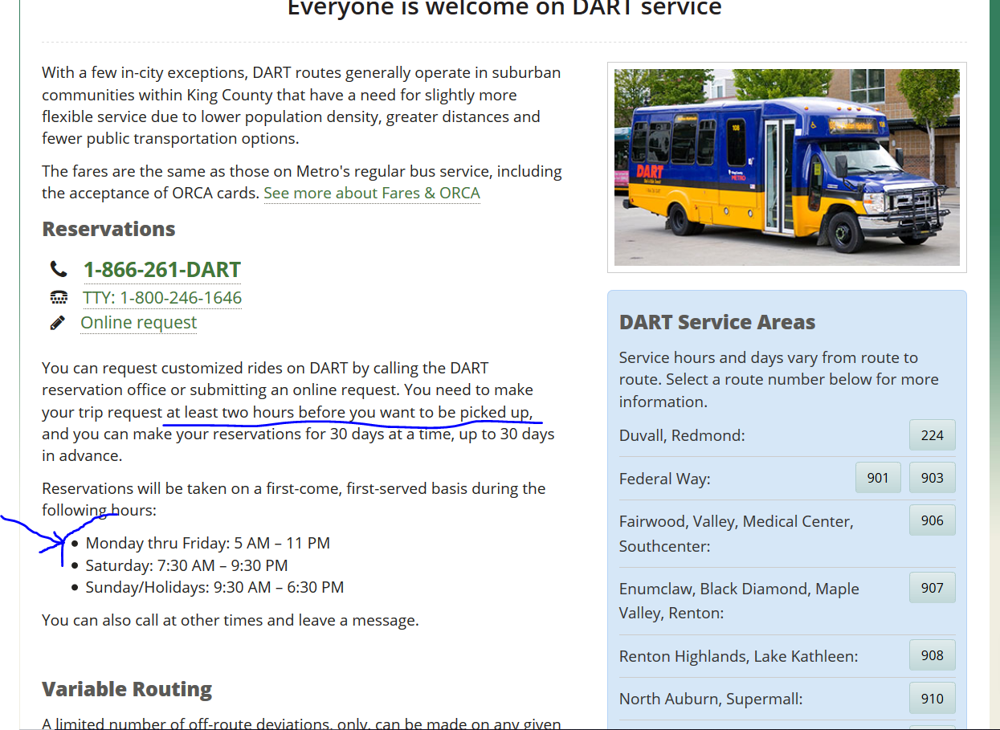 Everyone is welcome on DART service
With a few in-city exceptions, DART routes generally operate in suburban
communities within King County that have a need for slightly more
flexible service due to lower population density, greater distances and
fewer public transportation options.
The fares are the same as those on Metro's regular bus service, including
the acceptance of ORCA cards. See more about Fares & ORCA
Reservations
1-866-261-DART
TTY: 1-800-246-1646
Online request
You can request customized rides on DART by calling the DART
reservation office or submitting an online request. You need to make
your trip request at least two hours before you want to be picked up,
and you can make your reservations for 30 days at a time, up to 30 days
in advance.
Reservations will be taken on a first-come, first-served basis during the
following hours:
• Monday thru Friday: 5 AM – 11 PM
• Saturday: 7:30 AM – 9:30 PM
• Sunday/Holidays: 9:30 AM – 6:30 PM
You can also call at other times and leave a message.
Variable Routing
A limited number of off-route deviations, only, can be made on any given
108
108
DART
METRO
DART Service Areas
Service hours and days vary from route to
route. Select a route number below for more
information.
Duvall, Redmond: 224
Federal Way: 901 903
Fairwood, Valley, Medical Center, 906
Southcenter:
Enumclaw, Black Diamond, Maple 907
Valley, Renton:
Renton Highlands, Lake Kathleen: 908
North Auburn, Supermall: 910